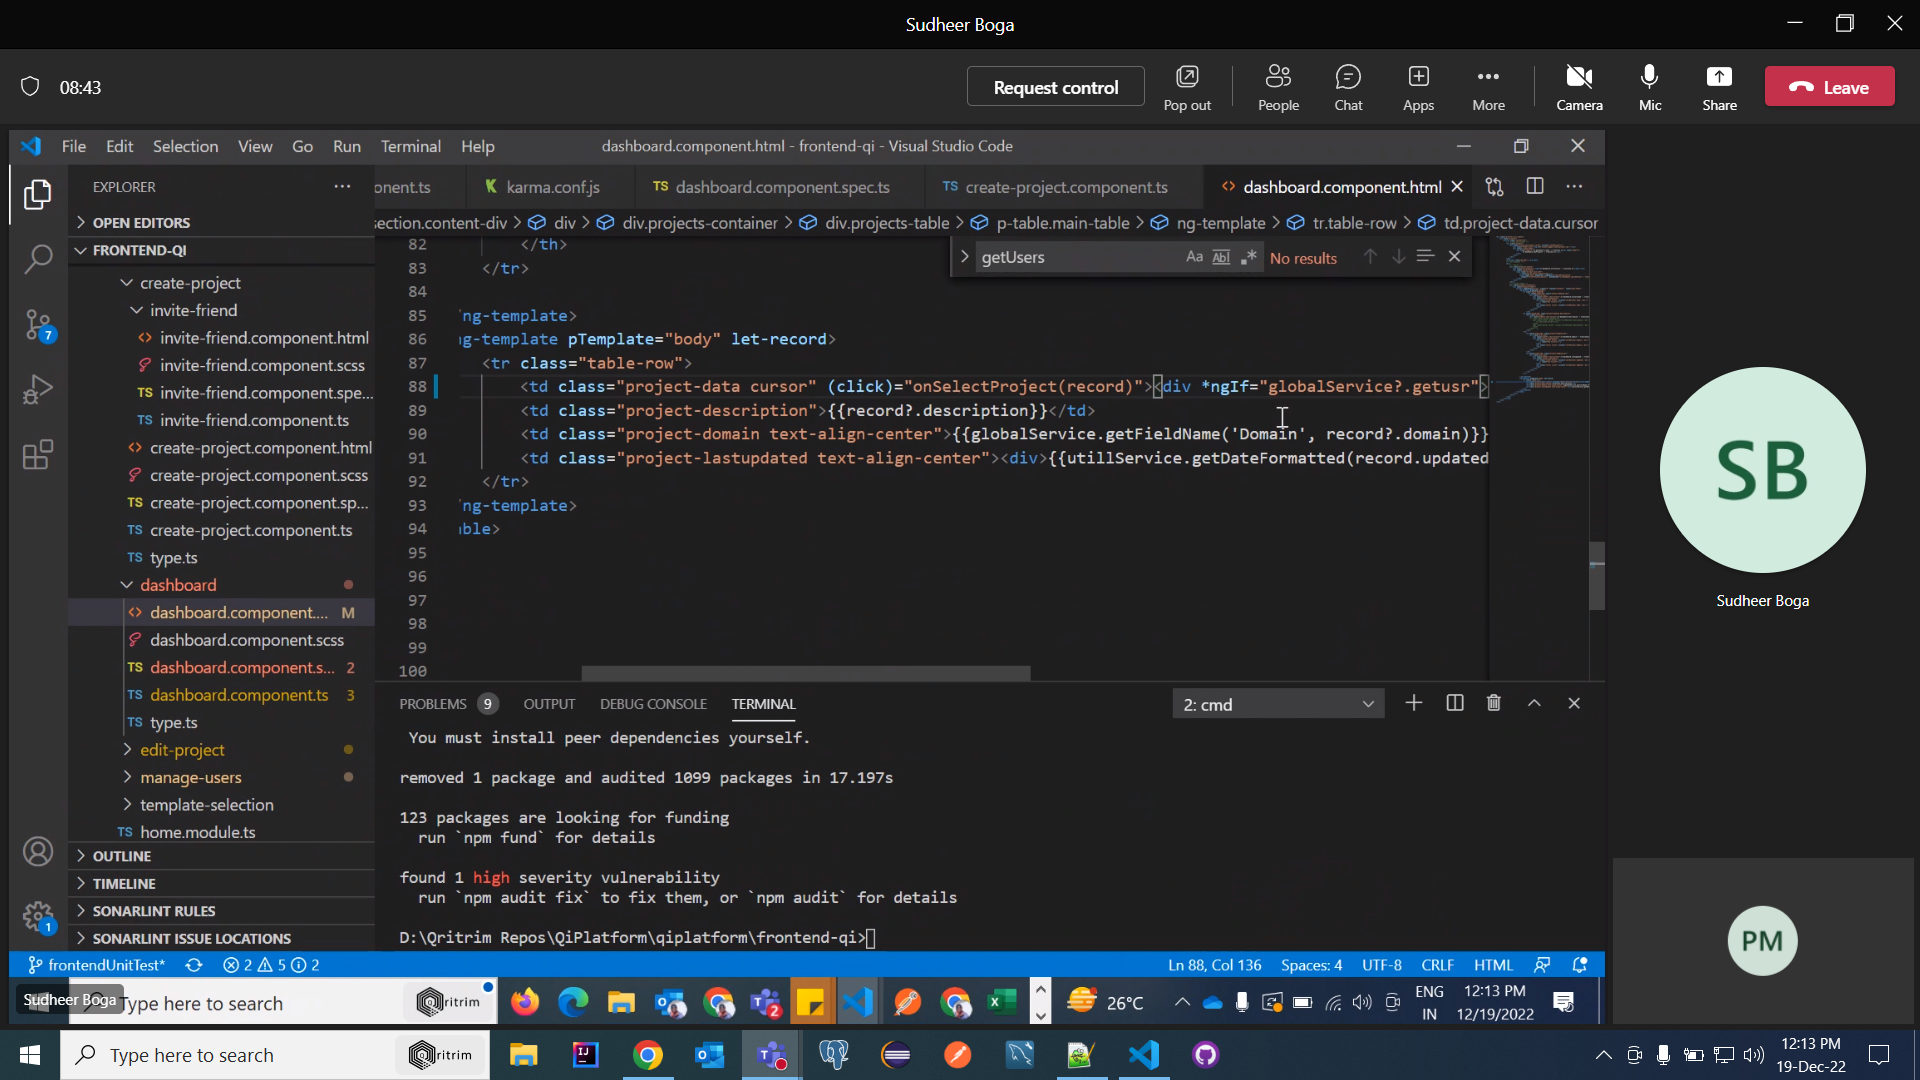 Sudheer Boga
08:43
Request control
Pop out
People
Chat
Apps
More
Camera
Mic
Share
Leave
File Edit Selection View Go Run Terminal Help
dashboard.component.html - frontend-qi - Visual Studio Code
EXPLORER
onent.ts
karma.conf.js
TS dashboard.component.spec.ts
TS create-project.component.ts
dashboard.component.html
section.content-div > div > div.projects-container > div.projects-table > p-table.main-table > ng-template > tr.table-row > td.project-data.cursor
OPEN EDITORS
FRONTEND-QI
create-project
invite-friend
invite-friend.component.html
invite-friend.component.scss
TS invite-friend.component.spe...
TS invite-friend.component.ts
create-project.component.html
create-project.component.scss
TS create-project.component.sp...
TS create-project.component.ts
TS type.ts
dashboard
dashboard.component.... M
dashboard.component.scss
TS dashboard.component.s... 2
TS dashboard.component.ts 3
TS type.ts
edit-project
manage-users
template-selection
TS home.module.ts
OUTLINE
TIMELINE
SONARLINT RULES
SONARLINT ISSUE LOCATIONS
7
1
getUsers
Aa
Abl
No results
82 </th>
83 </tr>
84
85 ng-template>
86 g-template pTemplate="body" let-record>
87 <tr class="table-row">
88 <td class="project-data cursor" (click)="onSelectProject(record)"><div *ngIf="globalService?.getusr">
89 <td class="project-description">{{record?.description}}</td>
90 <td class="project-domain text-align-center">{{globalService.getFieldName('Domain', record?.domain)}}
91 <td class="project-lastupdated text-align-center"><div>{{utillService.getDateFormatted(record.updated
92 </tr>
93 ng-template>
94 able>
95
96
97
98
99
100
PROBLEMS 9 OUTPUT DEBUG CONSOLE TERMINAL
2: cmd
You must install peer dependencies yourself.
removed 1 package and audited 1099 packages in 17.197s
123 packages are looking for funding
run `npm fund` for details
found 1 high severity vulnerability
run `npm audit fix` to fix them, or `npm audit` for details
D:\Qritrim Repos\QiPlatform\qiplatform\frontend-qi>
frontendUnitTest*
2 5 2
Ln 88, Col 136
Spaces: 4
UTF-8
CRLF
HTML
SB
Sudheer Boga
PM
Sudheer Boga
Type here to search
Qritrim
2
26°C
ENG
IN
12:13 PM
12/19/2022
Type here to search
Qritrim
12:13 PM
19-Dec-22